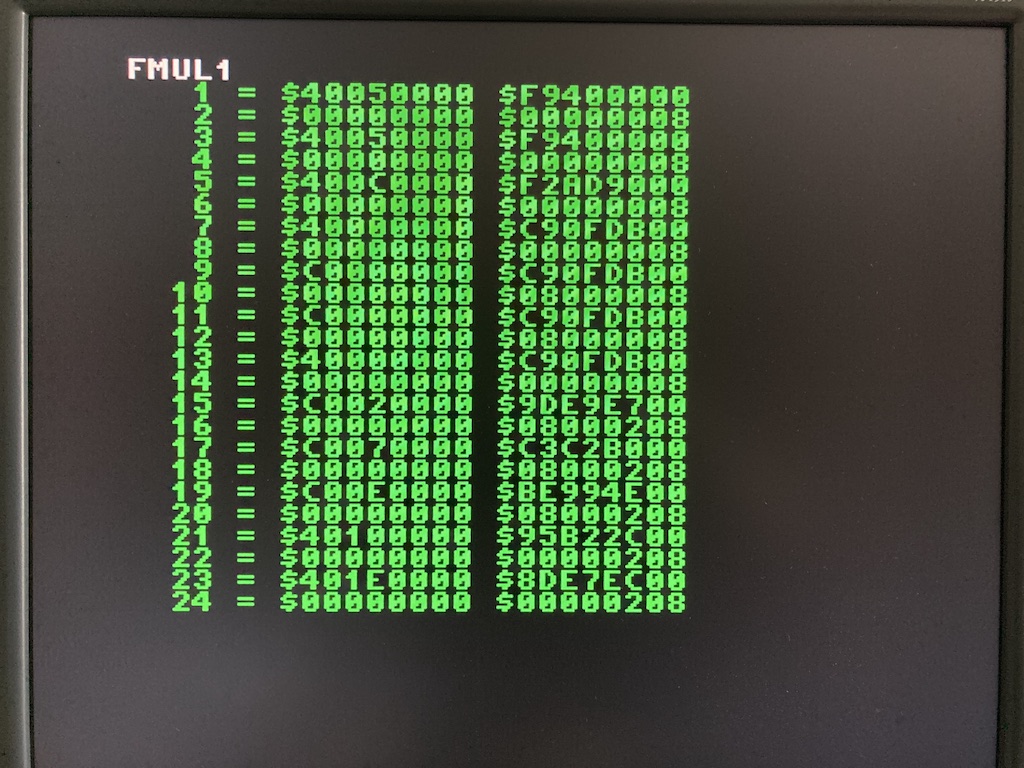 FMUL1
1 = $40050000 $F9400000
2 = $00000000 $00000008
3 = $40050000 $F9400000
4 = $00000000 $00000008
5 = $400C0000 $F2AD9000
6 = $00000000 $00000008
7 = $40000000 $C90FDB00
8 = $00000000 $00000008
9 = $C0000000 $C90FDB00
10 = $00000000 $08000008
11 = $C0000000 $C90FDB00
12 = $00000000 $08000008
13 = $40000000 $C90FDB00
14 = $00000000 $00000008
15 = $C0020000 $9DE9E700
16 = $00000000 $08000208
17 = $C0070000 $C3C2B000
18 = $00000000 $08000208
19 = $C00E0000 $BE994E00
20 = $00000000 $08000208
21 = $40100000 $95B22C00
22 = $00000000 $00000208
23 = $401E0000 $8DE7EC00
24 = $00000000 $00000208